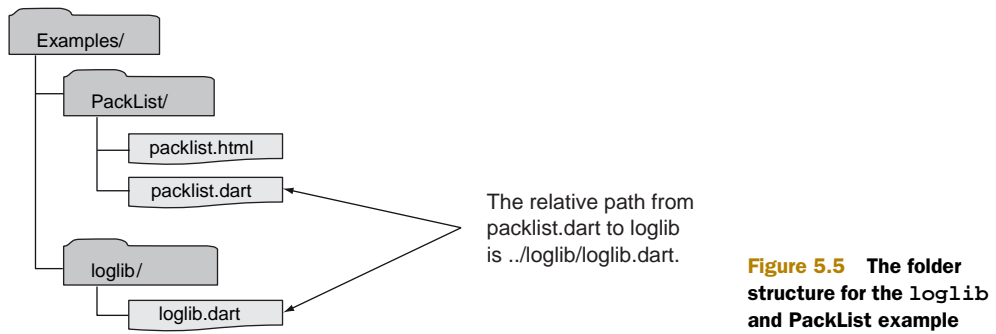 Examples/
PackList/
packlist.html
packlist.dart
loglib/
loglib.dart
The relative path from
packlist.dart to loglib
is ../loglib/loglib.dart.
Figure 5.5 The folder
structure for the loglib
and PackList example